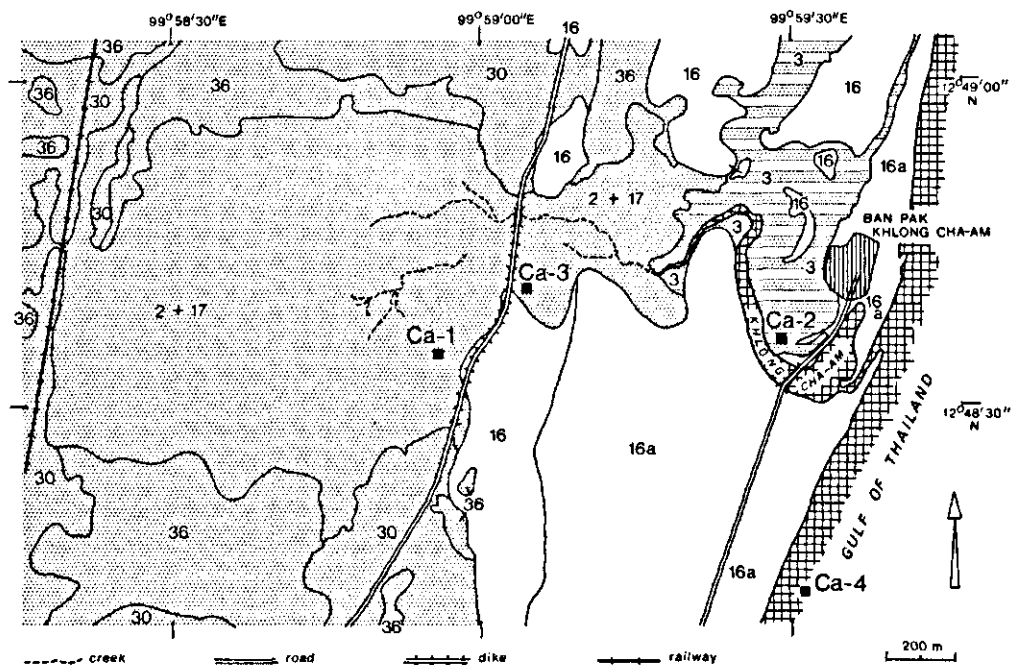 99° 58'30"E
99° 59'00"E
99° 59'30"E
16
36
36
30
36
16
3
36
30
16
12°49'00"
N
36
36
16
3
16
16a
30
2 + 17
16
3
BAN PAK
KHLONG CHA-AM
3
36
2 + 17
Ca-3
3
16
a
Ca-1
Ca-2
KHLONG
CHA-AM
12°48'30"
N
16
16a
GULF OF THAILAND
30
36
36
30
16a
Ca-4
30
36
creek
road
dike
railway
200 m